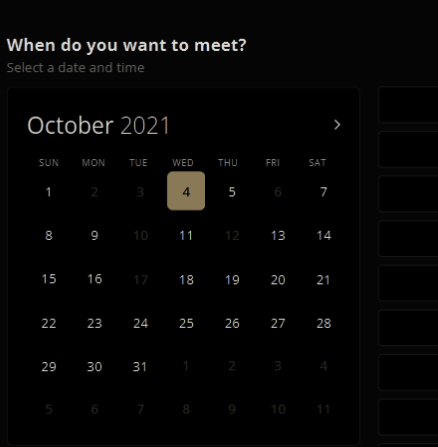 When do you want to meet?
Select a date and time
October 2021 >
SUN MON TUE WED THU FRI SAT
1 2 3 4 5 6 7
8 9 10 11 12 13 14
15 16 17 18 19 20 21
22 23 24 25 26 27 28
29 30 31 1 2 3 4
5 6 7 8 9 10 11